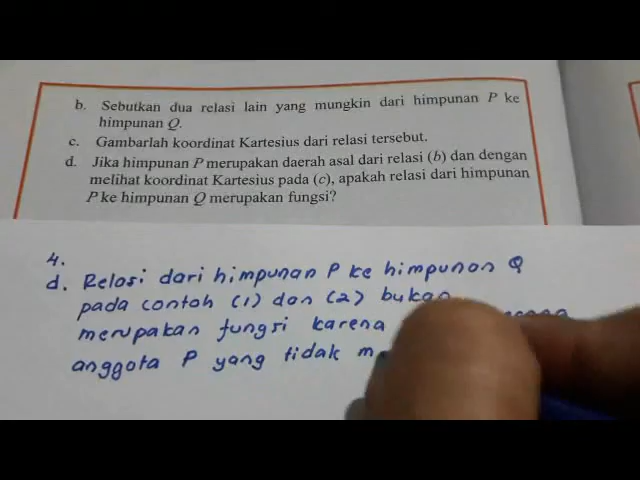 b. Sebutkan dua relasi lain yang mungkin dari himpunan P ke
himpunan Q.
c. Gambarlah koordinat Kartesius dari relasi tersebut.
d. Jika himpunan P merupakan daerah asal dari relasi (b) dan dengan
melihat koordinat Kartesius pada (c), apakah relasi dari himpunan
P ke himpunan Q merupakan fungsi?
4.
d. Relasi dari himpunan P ke himpunan Q
pada contoh (1) dan (2) bukan
merupakan fungsi karena
anggota P yang tidak m